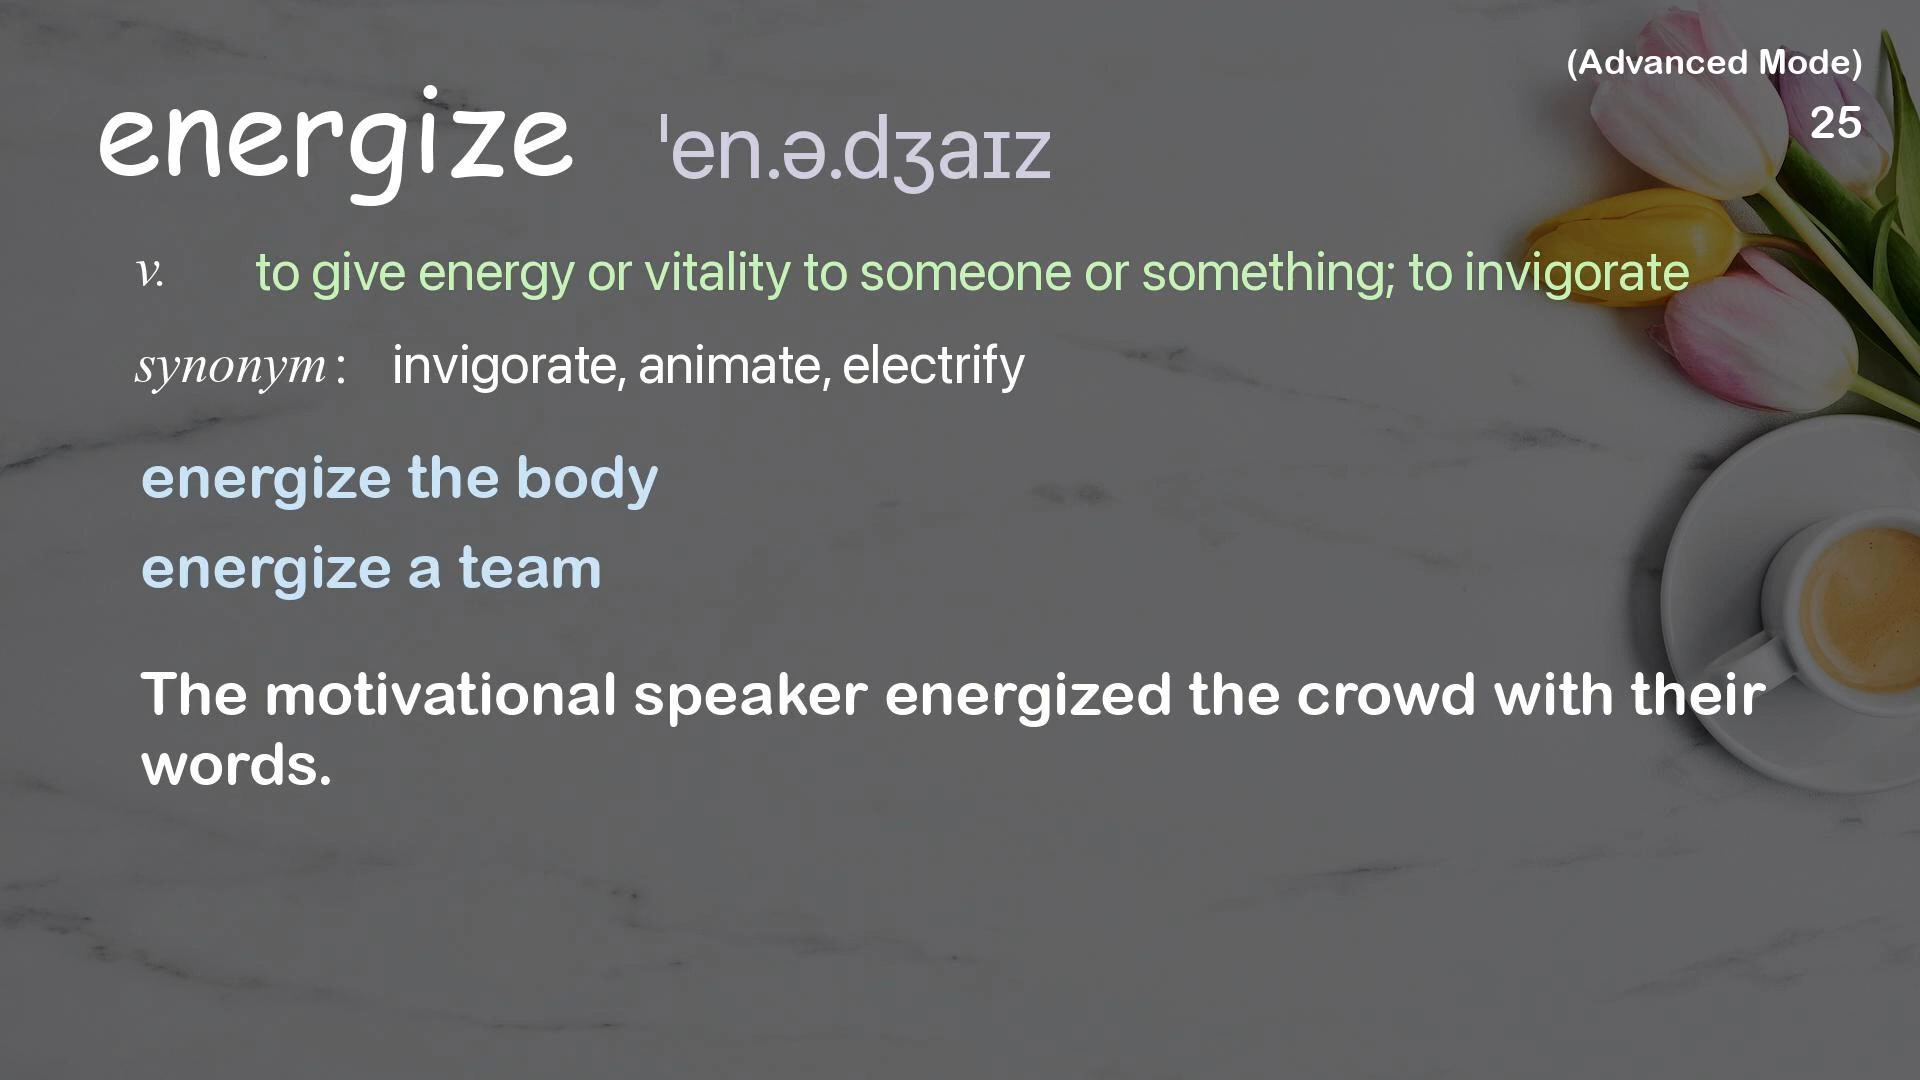 (Advanced Mode)
25
energize ˈen.ə.dʒaɪz
v. to give energy or vitality to someone or something; to invigorate
synonym : invigorate, animate, electrify
energize the body
energize a team
The motivational speaker energized the crowd with their
words.